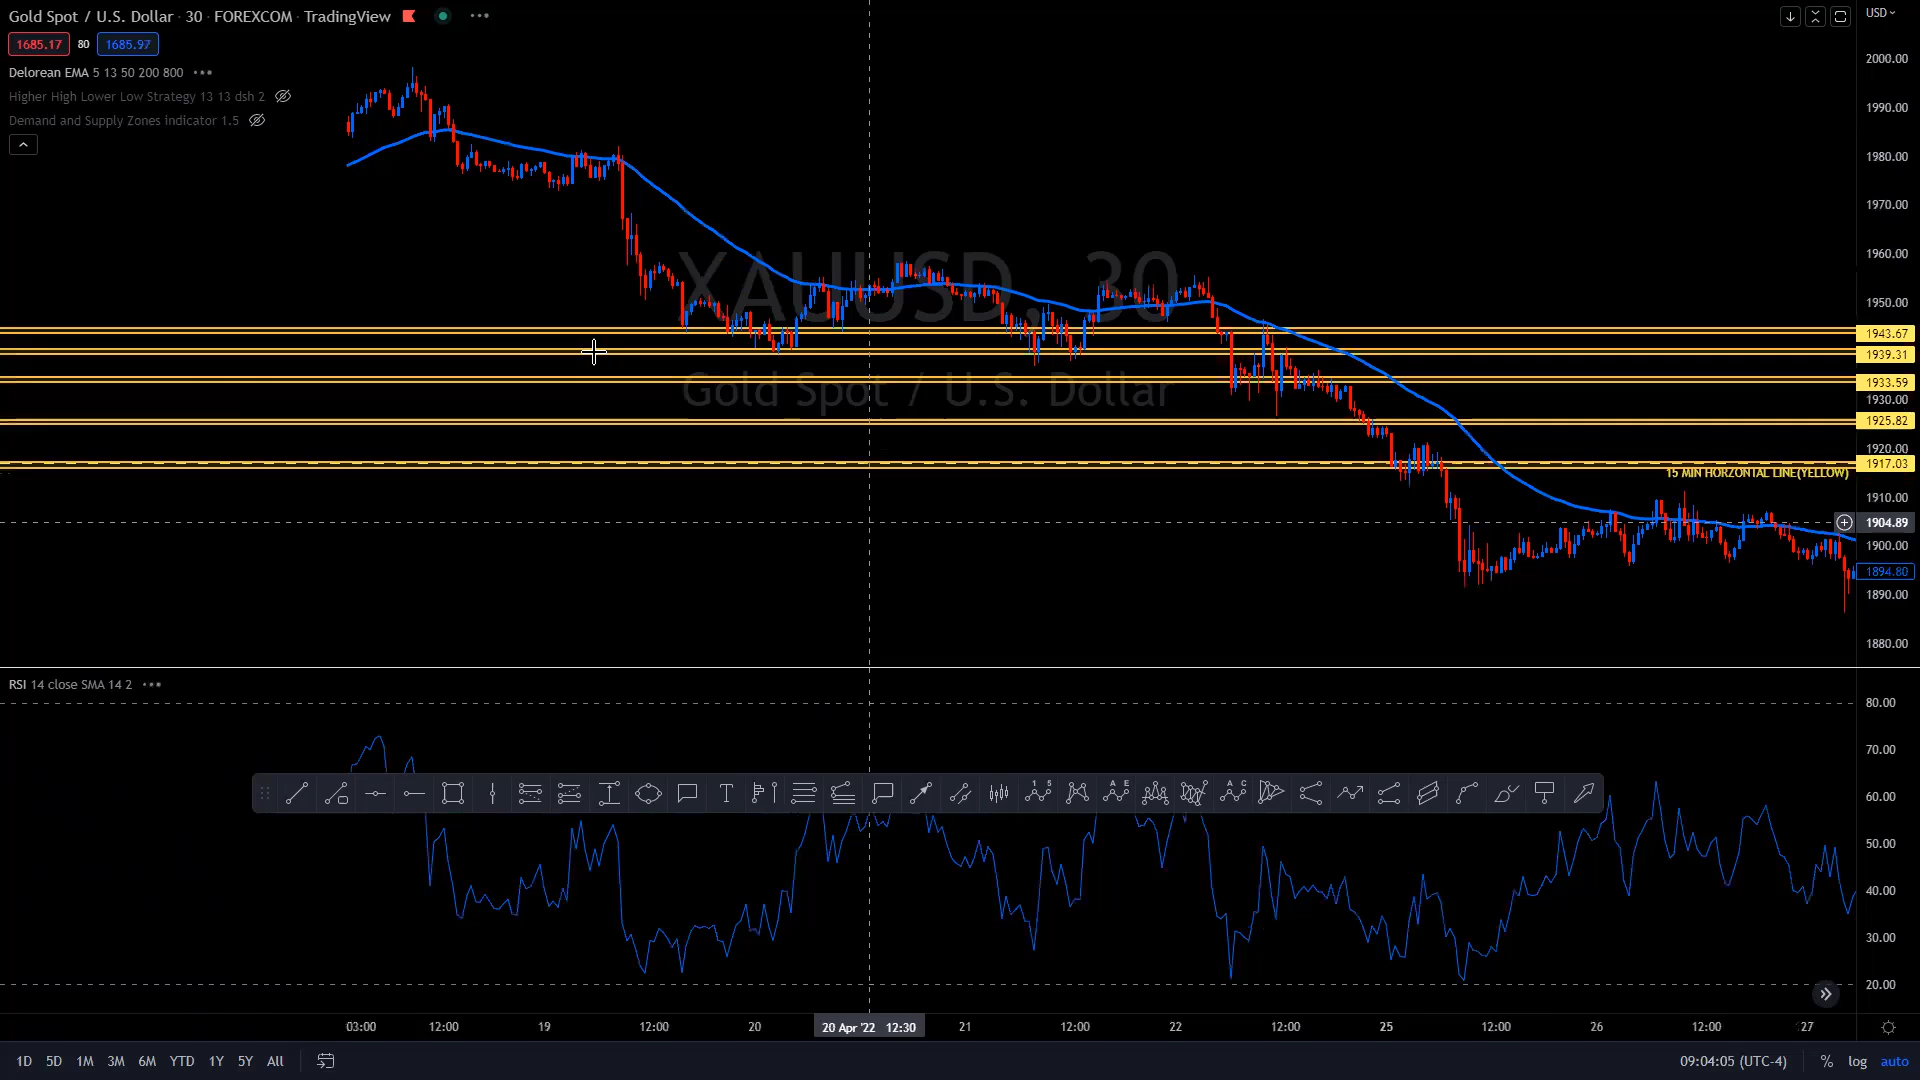 Gold Spot / U.S. Dollar · 30 · FOREXCOM · TradingView
USD
1685.17 80 1685.97
Delorean EMA 5 13 50 200 800
Higher High Lower Low Strategy 13 13 dsh 2
Demand and Supply Zones indicator 1.5
XAUUSD, 30
Gold Spot / U.S. Dollar
2000.00
1990.00
1980.00
1970.00
1960.00
1950.00
1943.67
1939.31
1933.59
1930.00
1925.82
1920.00
1917.03
15 MIN HORZONTAL LINE(YELLOW)
1910.00
1904.89
1900.00
1894.80
1890.00
1880.00
RSI 14 close SMA 14 2
80.00
70.00
60.00
50.00
40.00
30.00
20.00
03:00 12:00 19 12:00 20 20 Apr '22 12:30 21 12:00 22 12:00 25 12:00 26 12:00 27
1D 5D 1M 3M 6M YTD 1Y 5Y All
09:04:05 (UTC-4) % log auto